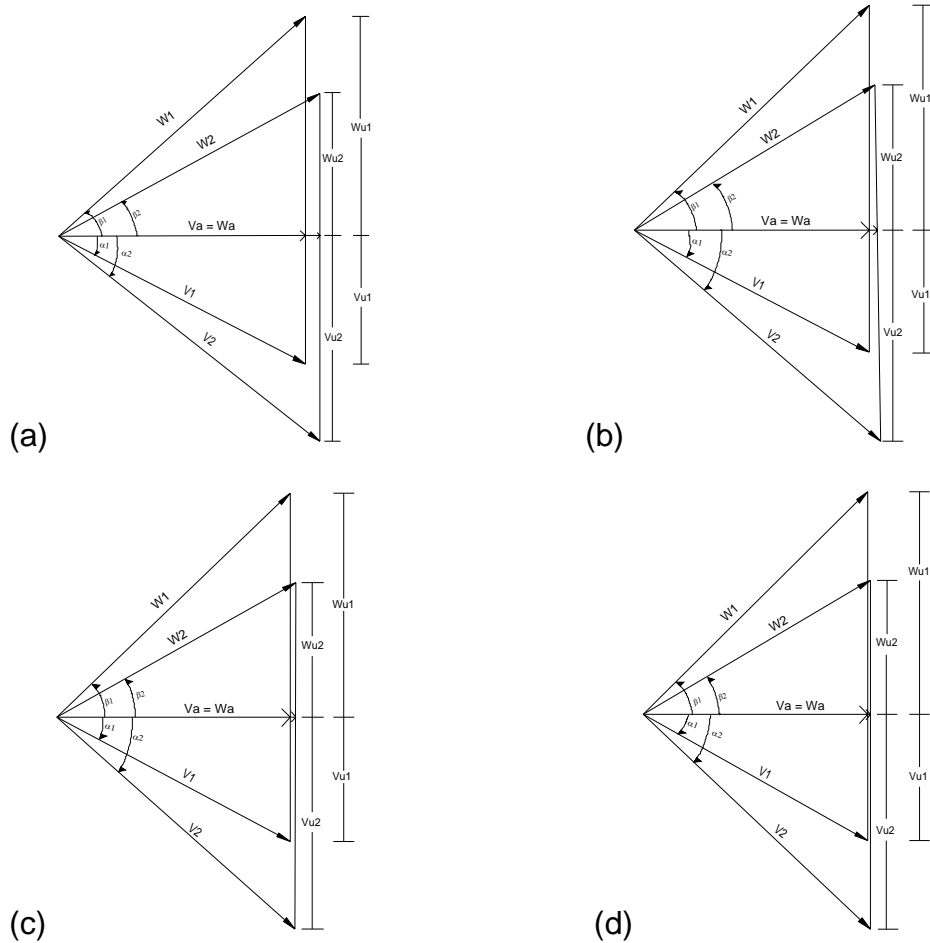 W1
Wu1
W2
Wu2
β1
β2
Va = Wa
α1
α2
V1
Vu1
V2
Vu2
(a)
W1
Wu1
W2
Wu2
β1
β2
Va = Wa
α1
α2
V1
Vu1
V2
Vu2
(b)
W1
Wu1
W2
Wu2
β1
β2
Va = Wa
α1
α2
V1
Vu1
V2
Vu2
(c)
W1
Wu1
W2
Wu2
β1
β2
Va = Wa
α1
α2
V1
Vu1
V2
Vu2
(d)